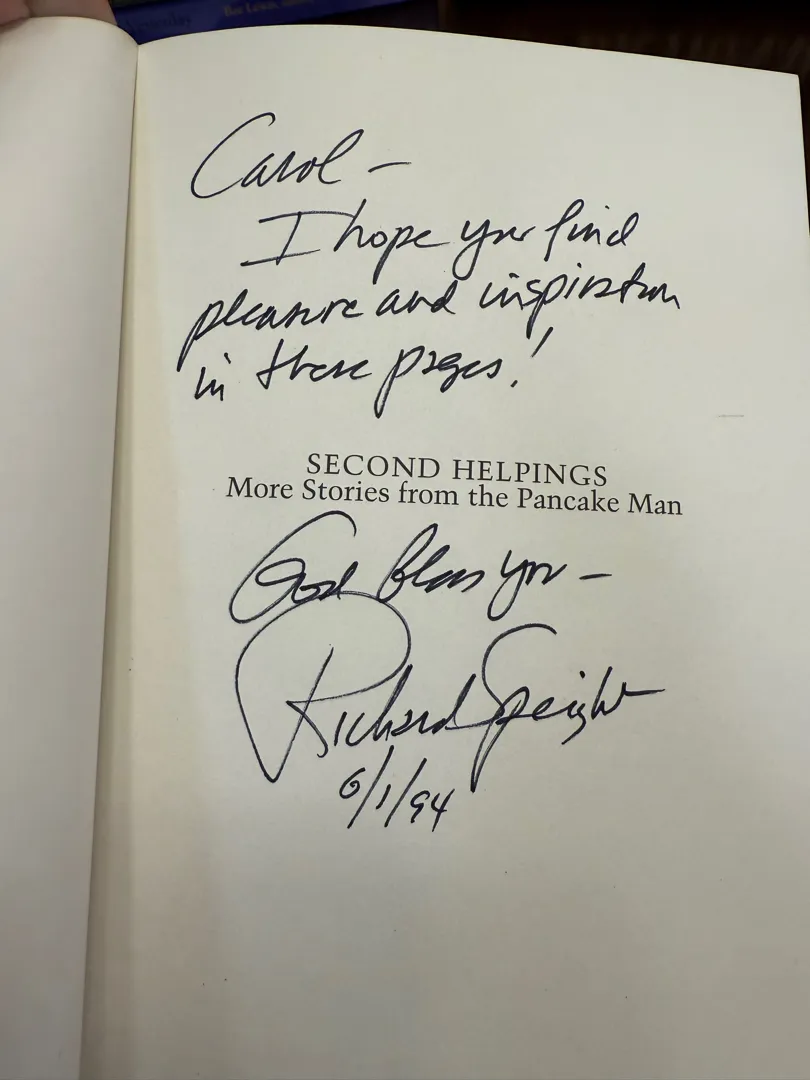 Carol —
I hope you find
pleasure and inspiration
in these pages!
SECOND HELPINGS
More Stories from the Pancake Man
God bless you —
Richard Speight
6/1/94